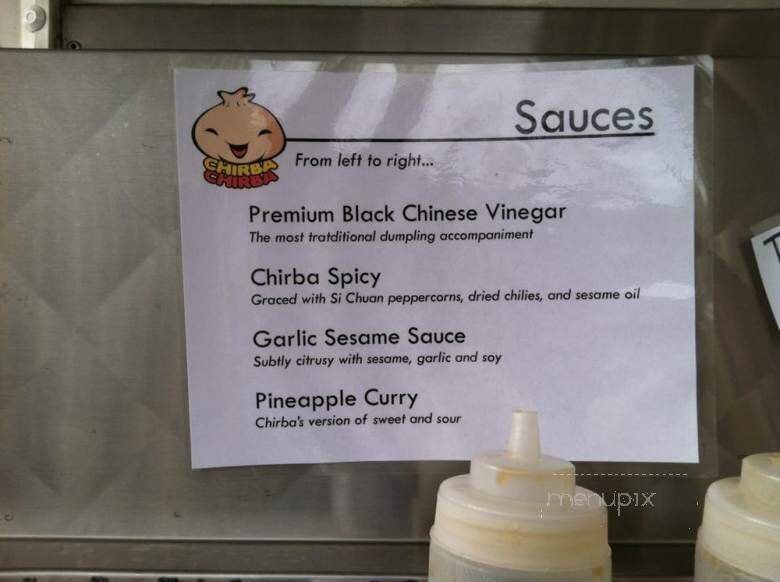 Sauces
CHIRBA
CHIRBA
From left to right...
Premium Black Chinese Vinegar
The most tratditional dumpling accompaniment
Chirba Spicy
Graced with Si Chuan peppercorns, dried chilies, and sesame oil
Garlic Sesame Sauce
Subtly citrusy with sesame, garlic and soy
Pineapple Curry
Chirba's version of sweet and sour
menupix